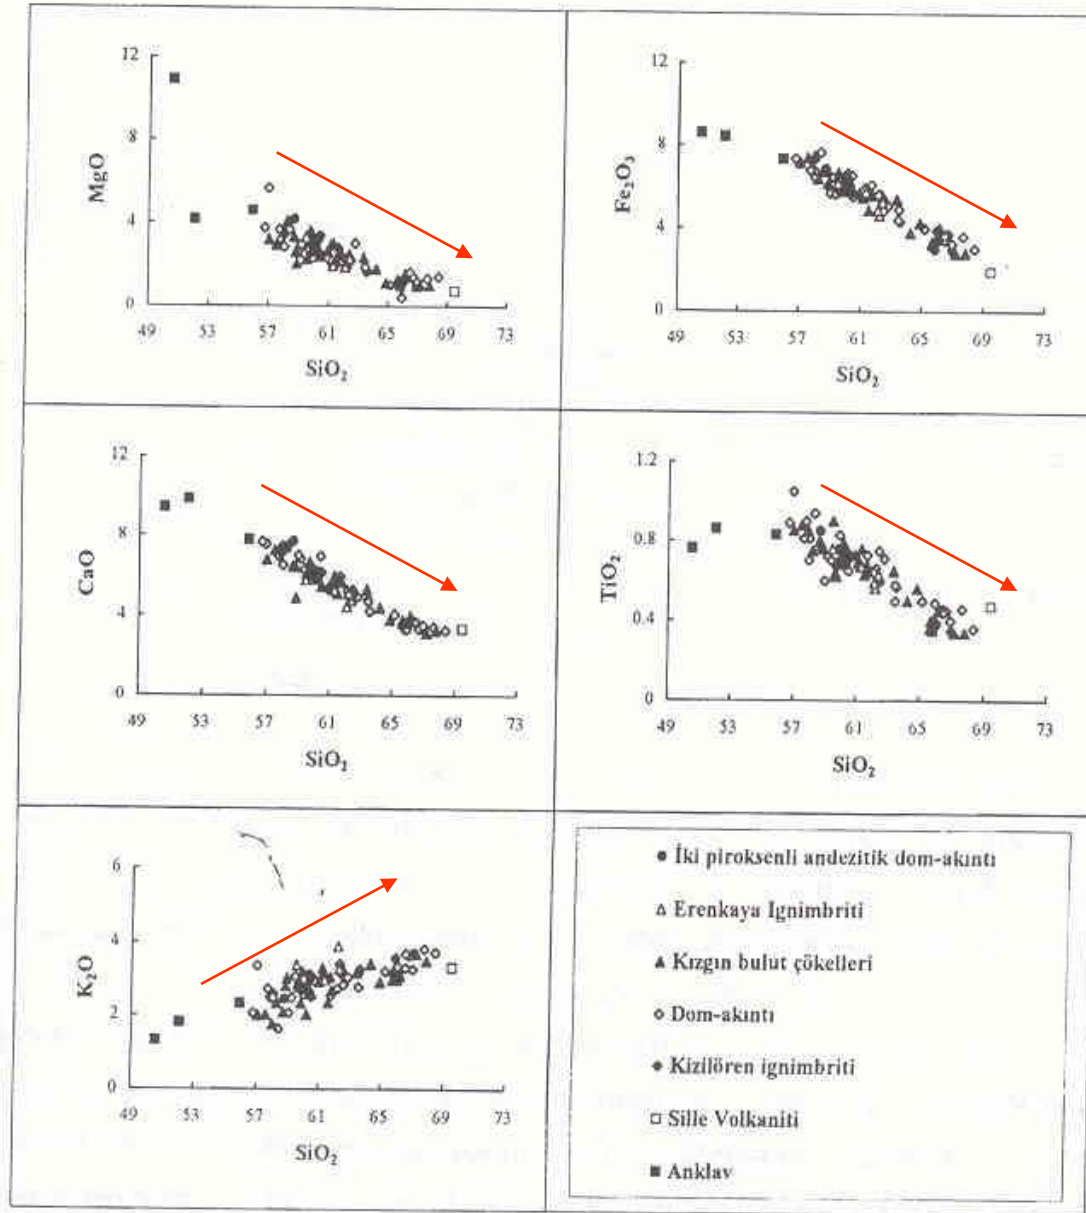 12
8
4
0
MgO
49 53 57 61 65 69 73
SiO₂
12
8
4
0
Fe₂O₃
49 53 57 61 65 69 73
SiO₂
12
8
4
0
CaO
49 53 57 61 65 69 73
SiO₂
1.2
0.8
0.4
0
TiO₂
49 53 57 61 65 69 73
SiO₂
6
4
2
0
K₂O
49 53 57 61 65 69 73
SiO₂
İki piroksenli andezitik dom-akıntı
Erenkaya Ignimbriti
Kızgın bulut çökelleri
Dom-akıntı
Kizilören ignimbriti
Sille Volkaniti
Anklav